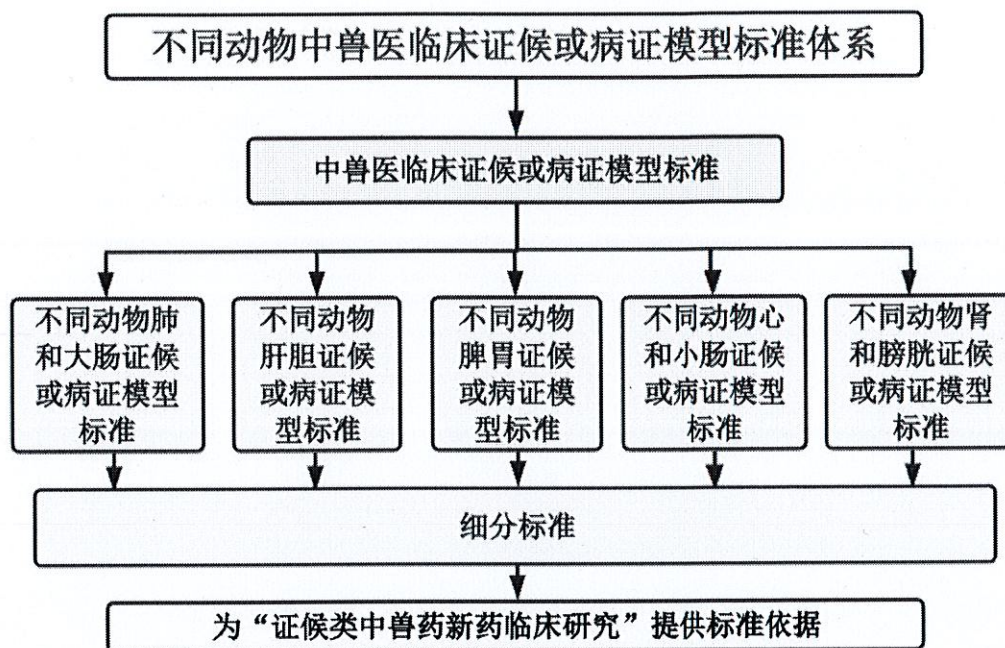 不同动物中兽医临床证候或病证模型标准体系
中兽医临床证候或病证模型标准
不同动物肺
和大肠证候
或病证模型
标准
不同动物
肝胆证候
或病证模
型标准
不同动物
脾胃证候
或病证模
型标准
不同动物心
和小肠证候
或病证模型
标准
不同动物肾
和膀胱证候
或病证模型
标准
细分标准
为“证候类中兽药新药临床研究”提供标准依据